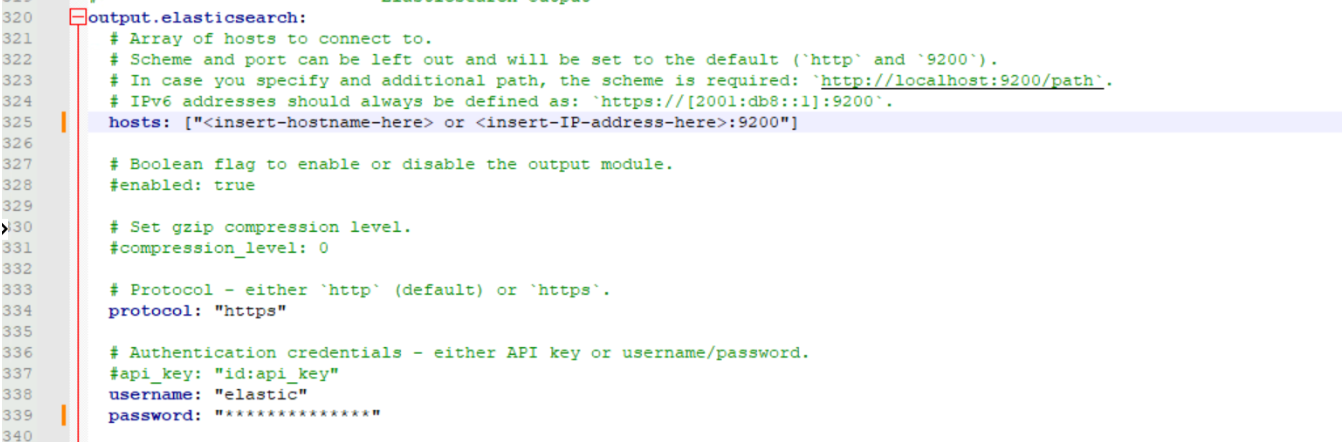 320 output.elasticsearch:
321 # Array of hosts to connect to.
322 # Scheme and port can be left out and will be set to the default (`http` and `9200`).
323 # In case you specify and additional path, the scheme is required: `http://localhost:9200/path`.
324 # IPv6 addresses should always be defined as: `https://[2001:db8::1]:9200`.
325 hosts: ["<insert-hostname-here> or <insert-IP-address-here>:9200"]
326
327 # Boolean flag to enable or disable the output module.
328 #enabled: true
329
330 # Set gzip compression level.
331 #compression_level: 0
332
333 # Protocol - either `http` (default) or `https`.
334 protocol: "https"
335
336 # Authentication credentials - either API key or username/password.
337 #api_key: "id:api_key"
338 username: "elastic"
339 password: "**************"
340